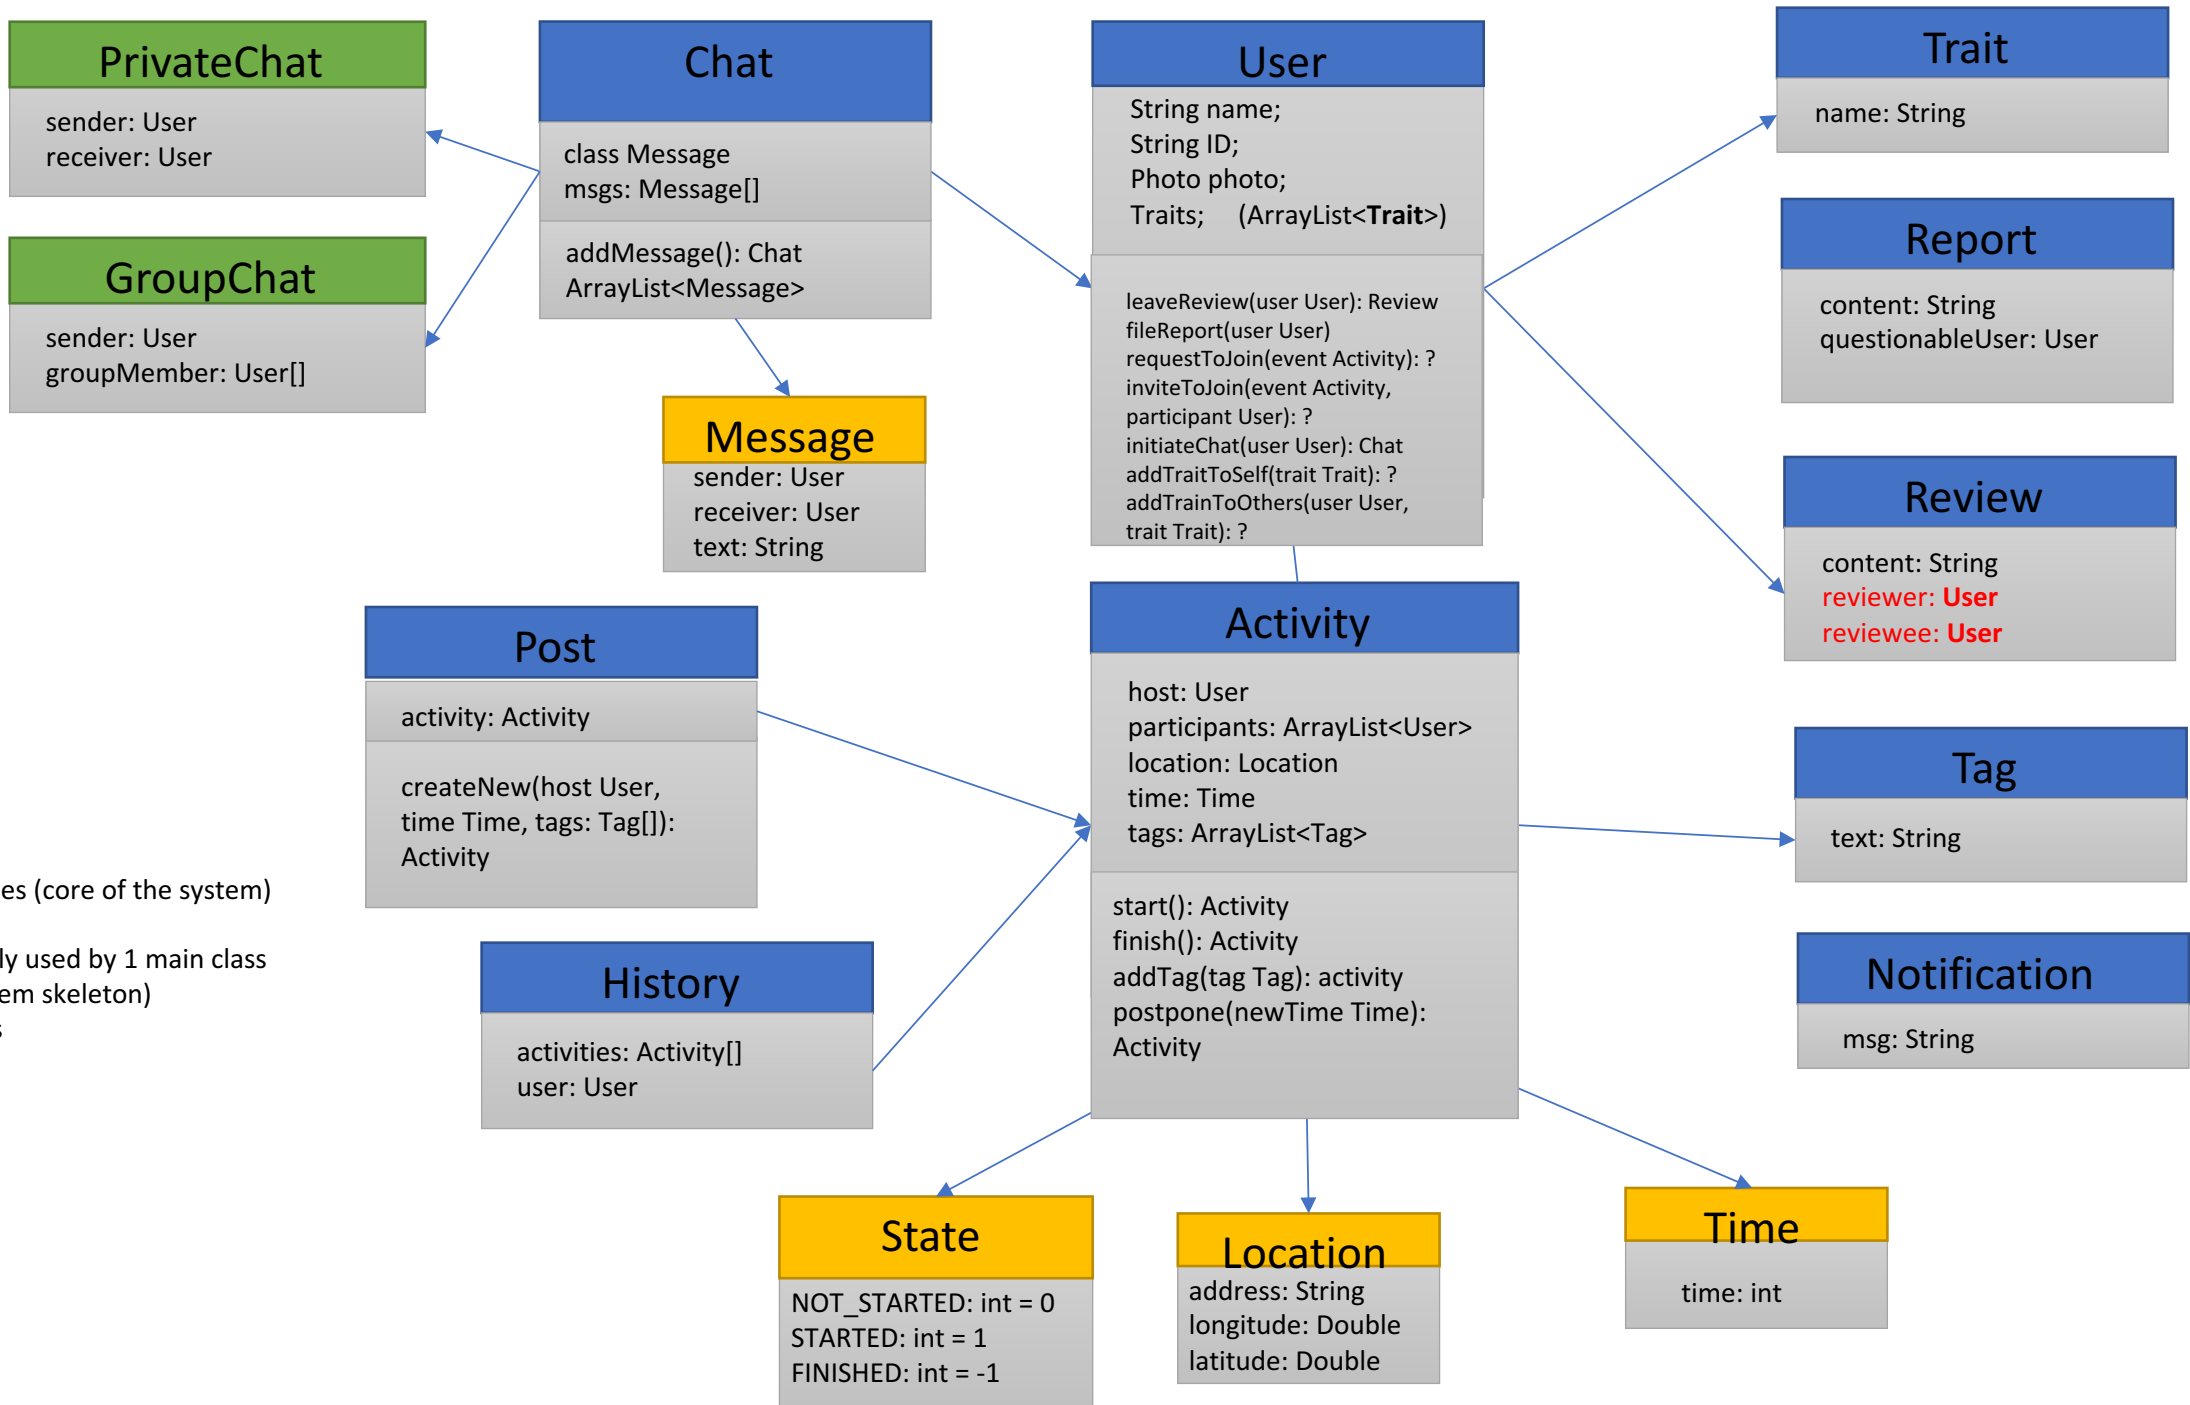 PrivateChat
sender: User
receiver: User
GroupChat
sender: User
groupMember: User[]
Chat
class Message
msgs: Message[]
addMessage(): Chat
ArrayList<Message>
Message
sender: User
receiver: User
text: String
User
String name;
String ID;
Photo photo;
Traits; (ArrayList<Trait>)
leaveReview(user User): Review
fileReport(user User)
requestToJoin(event Activity): ?
inviteToJoin(event Activity,
participant User): ?
initiateChat(user User): Chat
addTraitToSelf(trait Trait): ?
addTrainToOthers(user User,
trait Trait): ?
Trait
name: String
Report
content: String
questionableUser: User
Review
content: String
reviewer: User
reviewee: User
Post
activity: Activity
createNew(host User,
time Time, tags: Tag[]):
Activity
Activity
host: User
participants: ArrayList<User>
location: Location
time: Time
tags: ArrayList<Tag>
start(): Activity
finish(): Activity
addTag(tag Tag): activity
postpone(newTime Time):
Activity
Tag
text: String
es (core of the system)
ly used by 1 main class
em skeleton)
s
History
activities: Activity[]
user: User
Notification
msg: String
State
NOT_STARTED: int = 0
STARTED: int = 1
FINISHED: int = -1
Location
address: String
longitude: Double
latitude: Double
Time
time: int